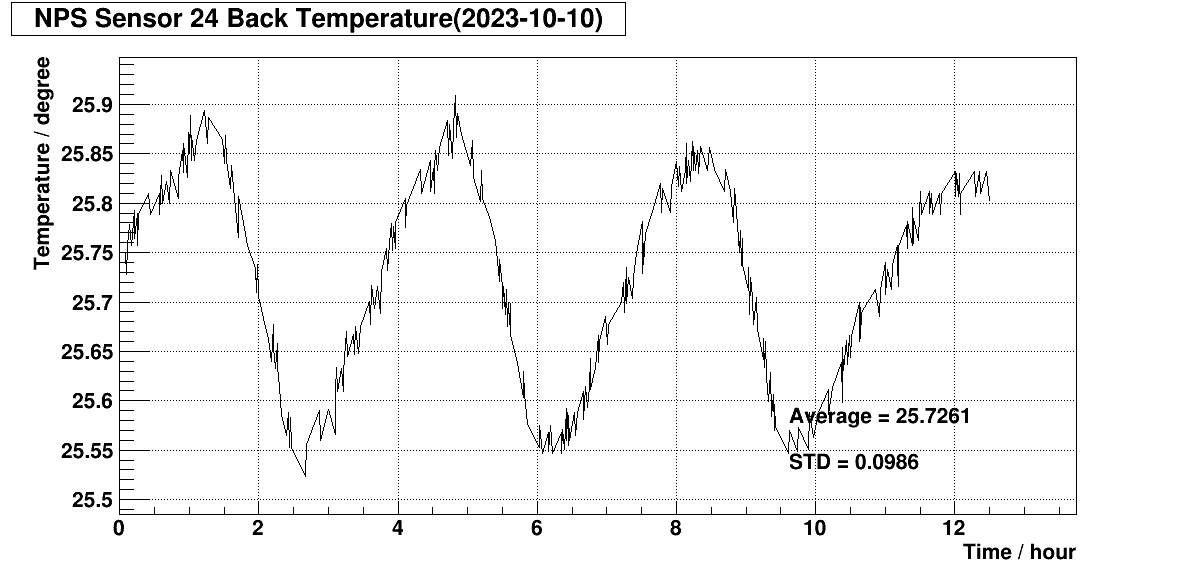 NPS Sensor 24 Back Temperature(2023-10-10)
Temperature / degree
25.9
25.85
25.8
25.75
25.7
25.65
25.6
25.55
25.5
Average = 25.7261
STD = 0.0986
0 2 4 6 8 10 12
Time / hour